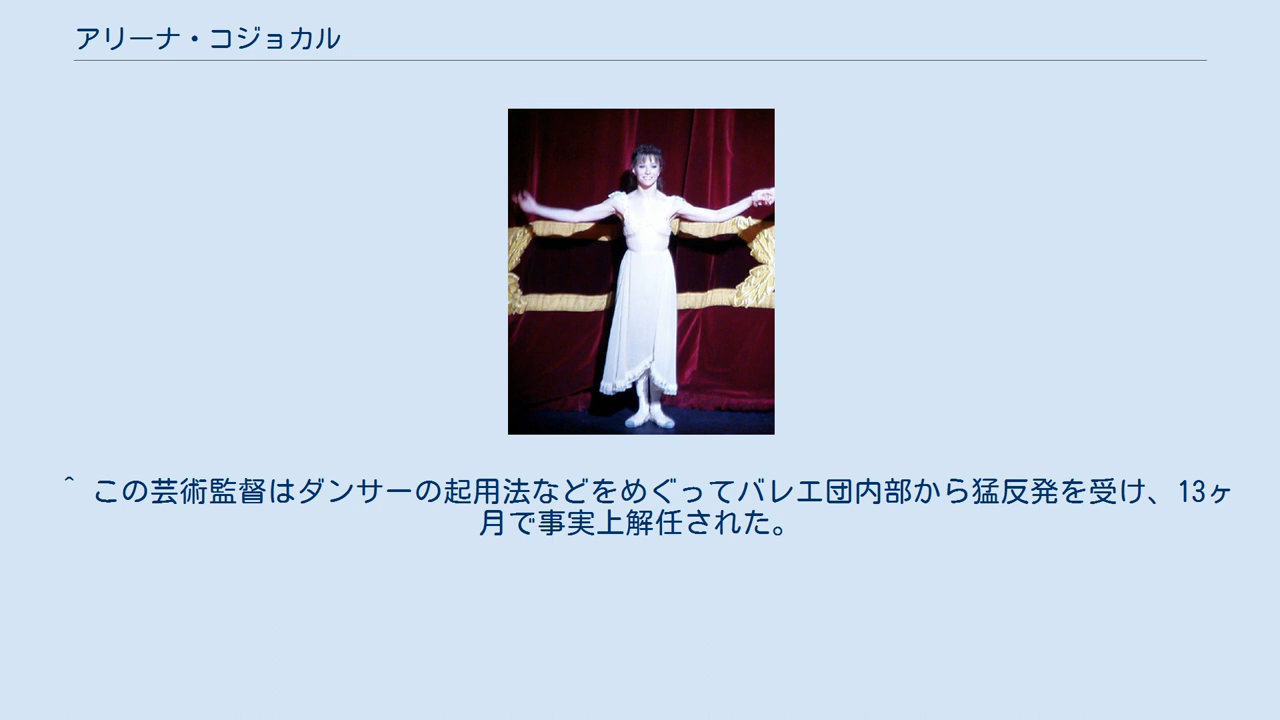 アリーナ・コジョカル
^ この芸術監督はダンサーの起用法などをめぐってバレエ団内部から猛反発を受け、13ヶ
月で事実上解任された。